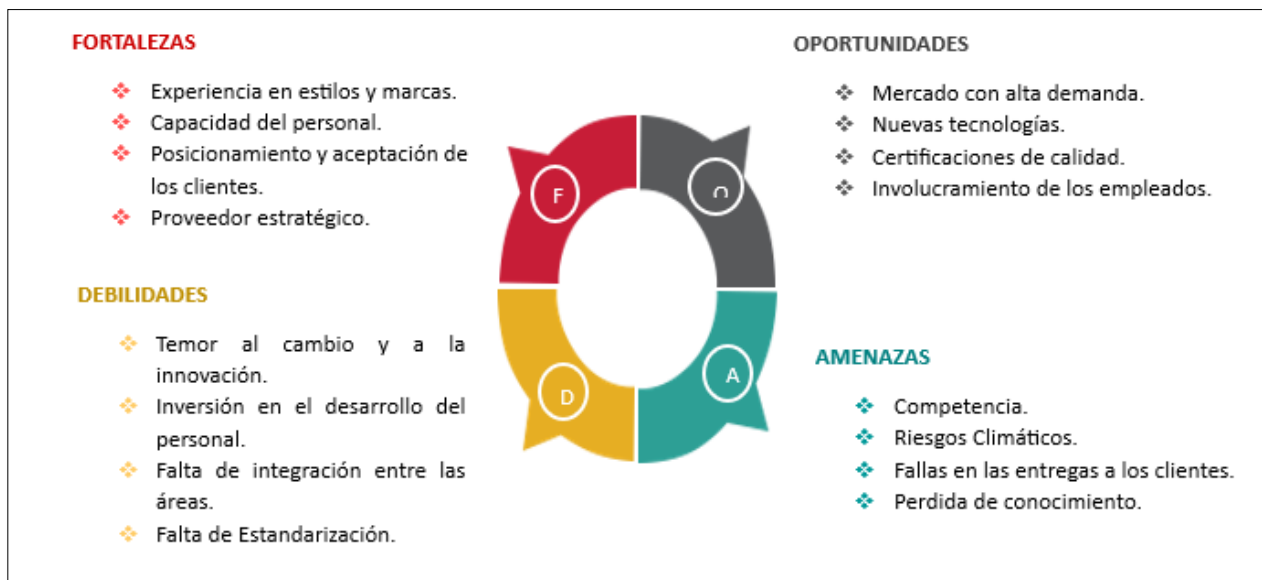 FORTALEZAS
Experiencia en estilos y marcas.
Capacidad del personal.
Posicionamiento y aceptación de
los clientes.
Proveedor estratégico.
OPORTUNIDADES
Mercado con alta demanda.
Nuevas tecnologías.
Certificaciones de calidad.
Involucramiento de los empleados.
F
O
D
A
DEBILIDADES
Temor al cambio y a la
innovación.
Inversión en el desarrollo del
personal.
Falta de integración entre las
áreas.
Falta de Estandarización.
AMENAZAS
Competencia.
Riesgos Climáticos.
Fallas en las entregas a los clientes.
Perdida de conocimiento.